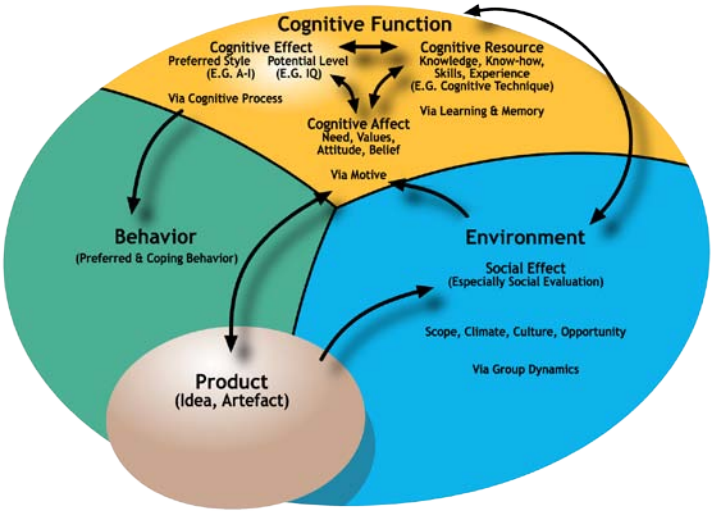 Cognitive Function
Cognitive Effect
Preferred Style Potential Level
(E.G. A-I) (E.G. IQ)
Via Cognitive Process
Cognitive Resource
Knowledge, Know-how,
Skills, Experience
(E.G. Cognitive Technique)
Via Learning & Memory
Cognitive Affect
Need, Values,
Attitude, Belief
Via Motive
Behavior
(Preferred & Coping Behavior)
Environment
Social Effect
(Especially Social Evaluation)
Scope, Climate, Culture, Opportunity
Via Group Dynamics
Product
(Idea, Artefact)